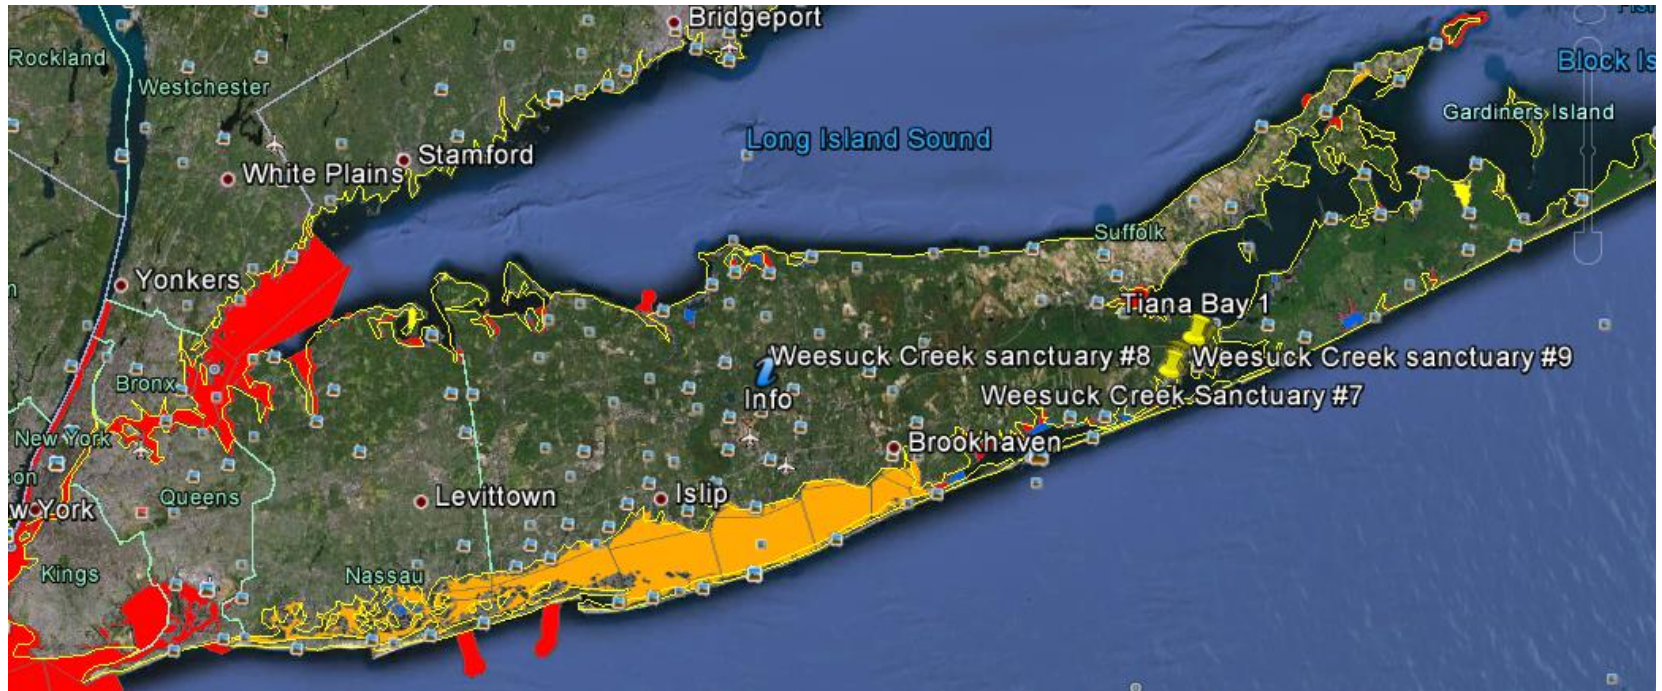 Bridgeport
Rockland
Block Is
Westchester
Gardiners Island
Long Island Sound
Stamford
White Plains
Suffolk
Yonkers
Tiana Bay 1
Weesuck Creek sanctuary #8
Weesuck Creek sanctuary #9
Bronx
Info
Weesuck Creek Sanctuary #7
New York
Brookhaven
son
Queens
Levittown
Islip
w York
Kings
Nassau